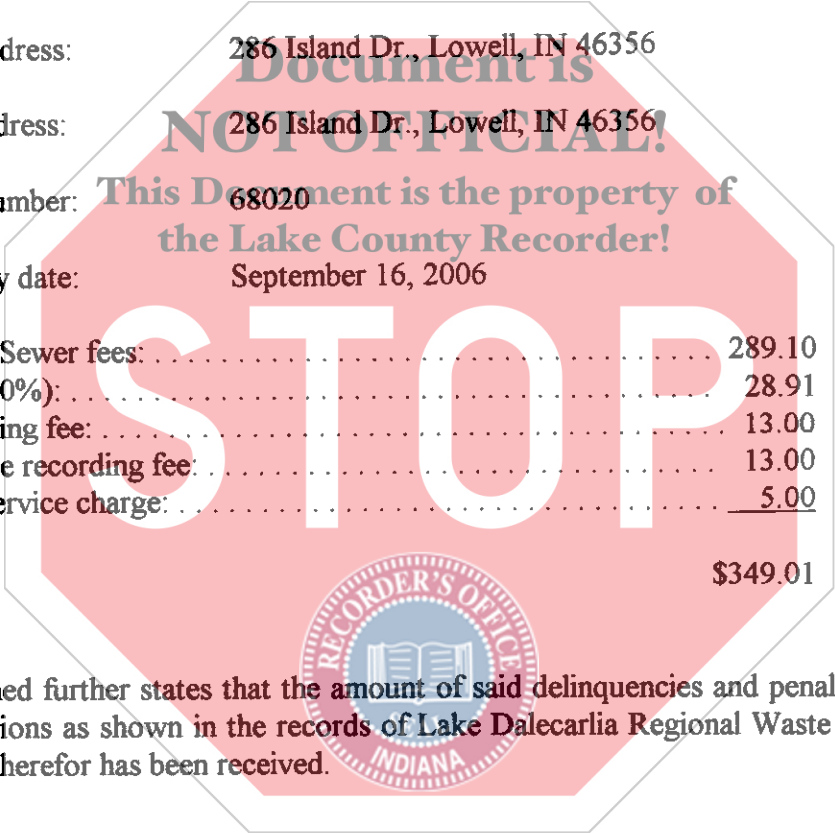 dress: 286 Island Dr., Lowell, IN 46356
Document is
dress: 286 Island Dr., Lowell, IN 46356
NOT OFFICIAL!
This Document is the property of
umber: 68020
the Lake County Recorder!
y date: September 16, 2006
STOP
Sewer fees: 289.10
0%): 28.91
ing fee: 13.00
e recording fee: 13.00
ervice charge: 5.00
$349.01
RECORDER'S OFFICE
ned further states that the amount of said delinquencies and penal
ions as shown in the records of Lake Dalecarlia Regional Waste
herefor has been received.
INDIANA